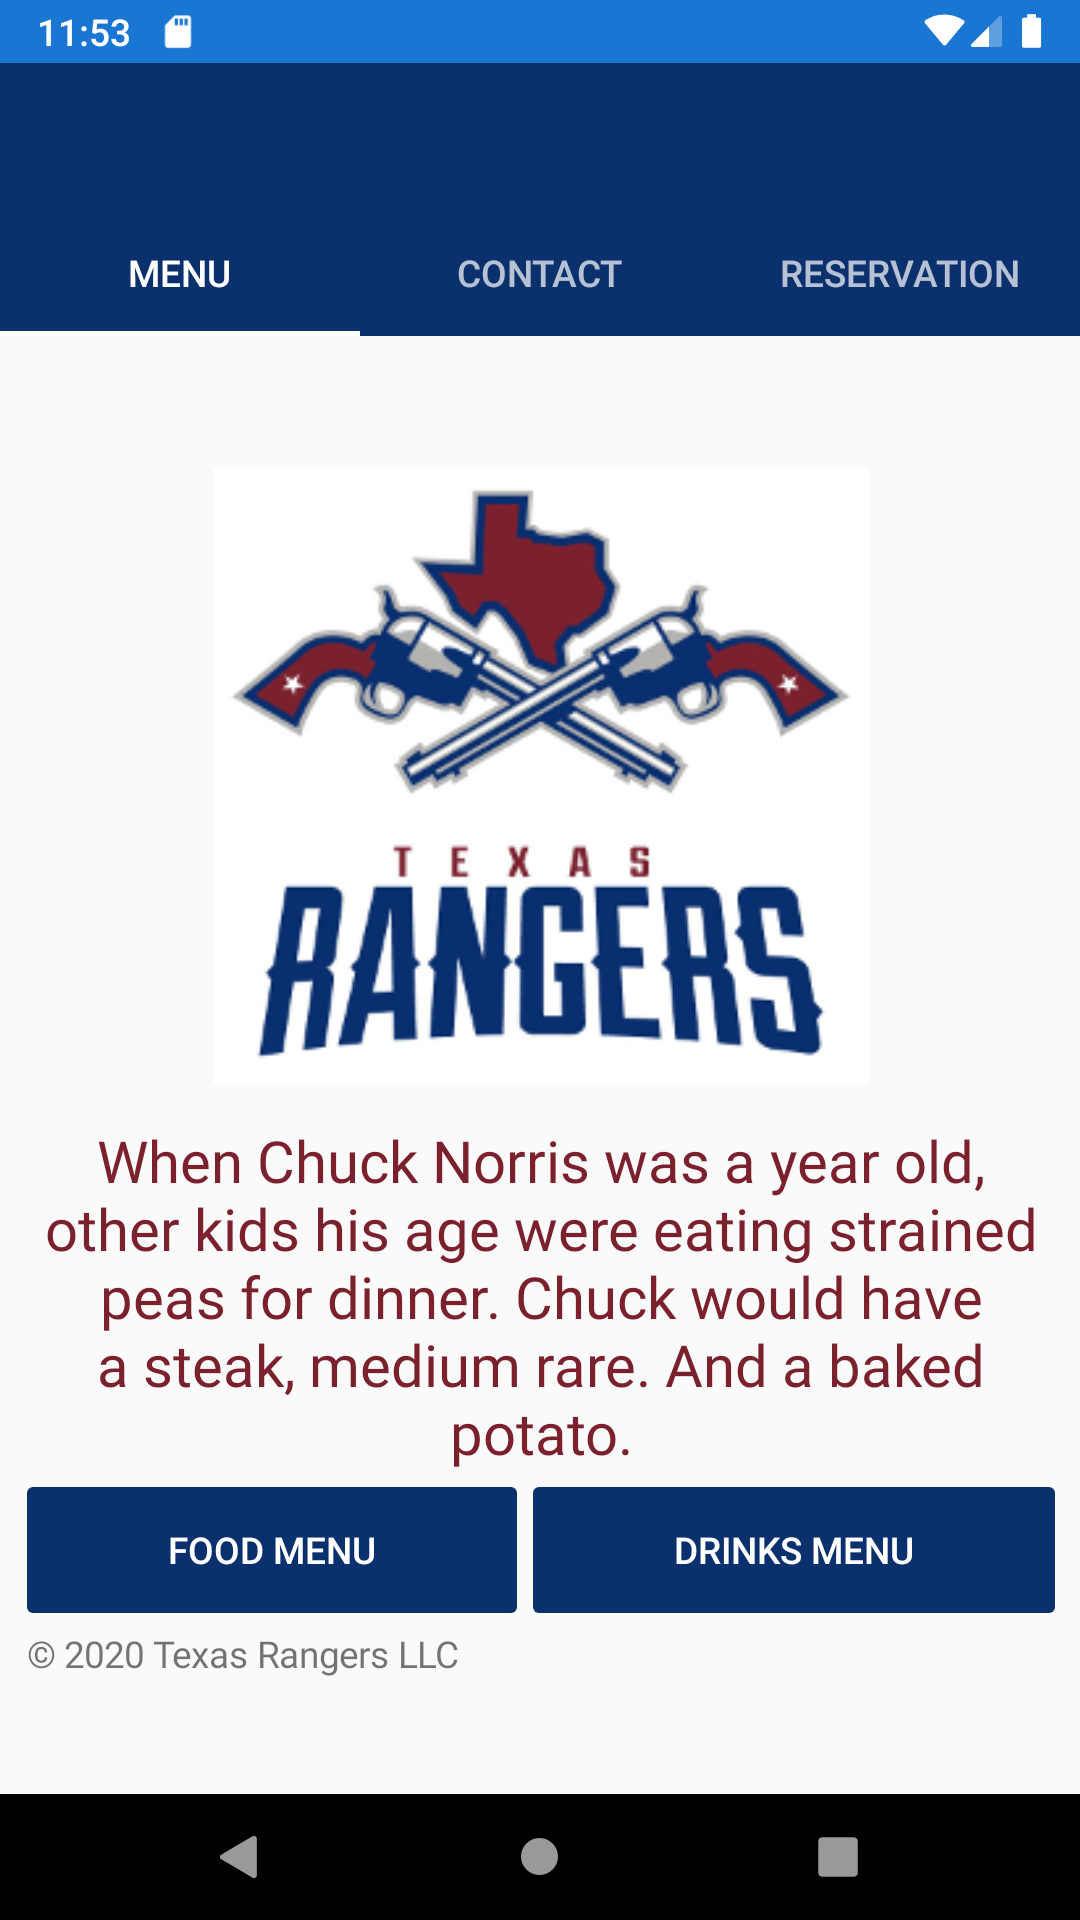 11:53
MENU
CONTACT
RESERVATION
TEXAS
RANGERS
When Chuck Norris was a year old,
other kids his age were eating strained
peas for dinner. Chuck would have
a steak, medium rare. And a baked
potato.
FOOD MENU
DRINKS MENU
© 2020 Texas Rangers LLC